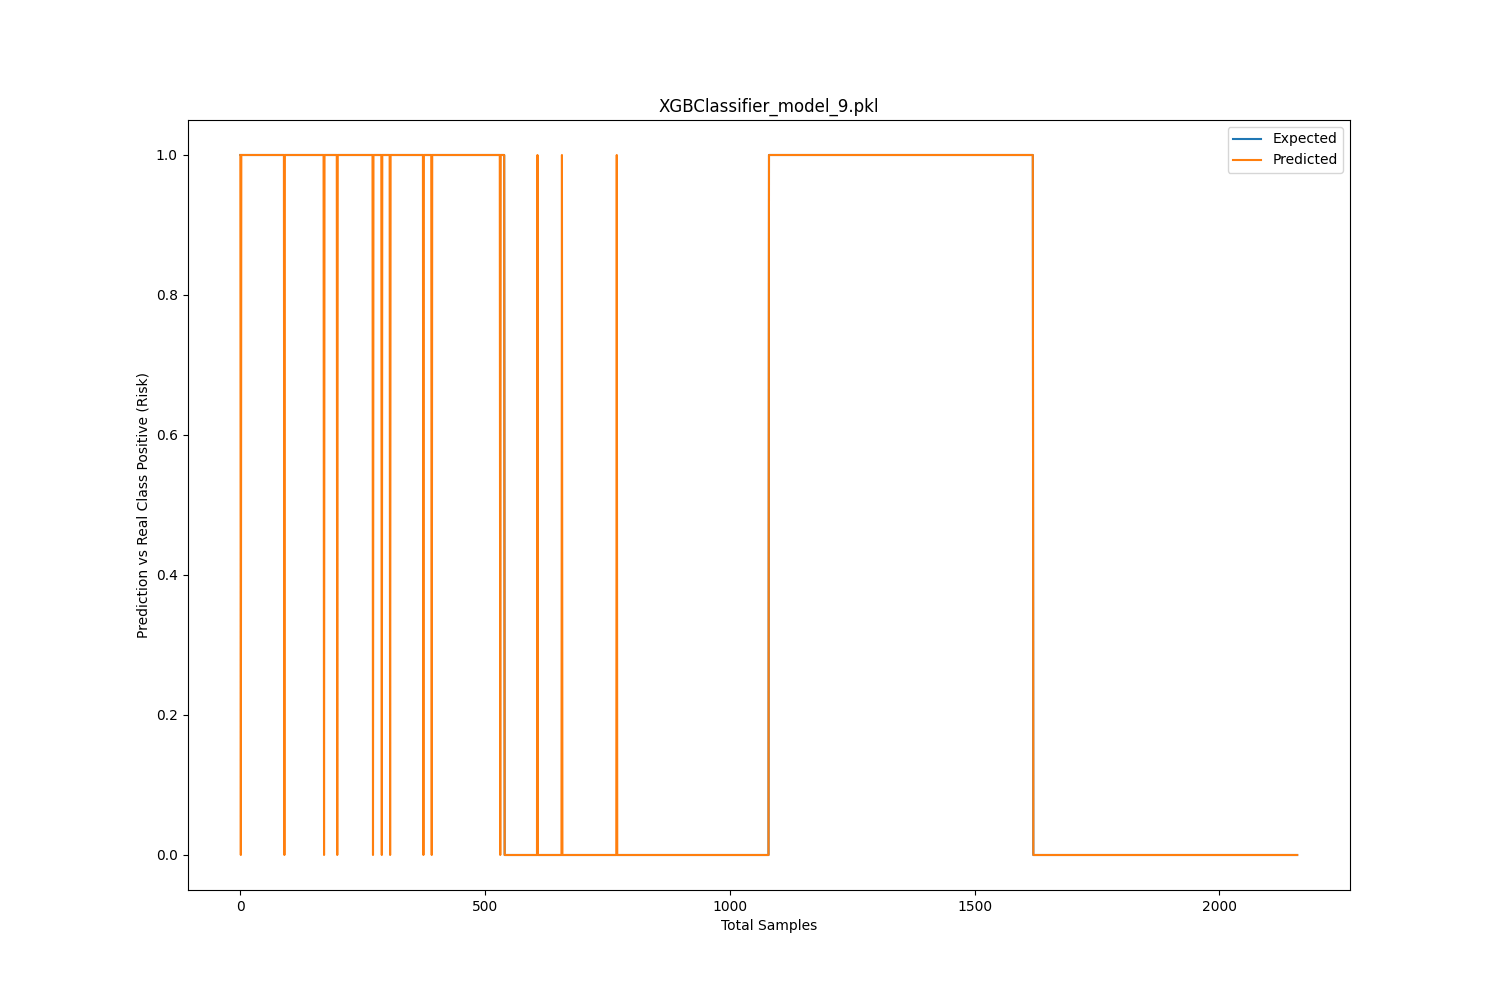 XGBClassifier_model_9.pkl
Expected
Predicted
Prediction vs Real Class Positive (Risk)
1.0
0.8
0.6
0.4
0.2
0.0
0 500 1000 1500 2000
Total Samples